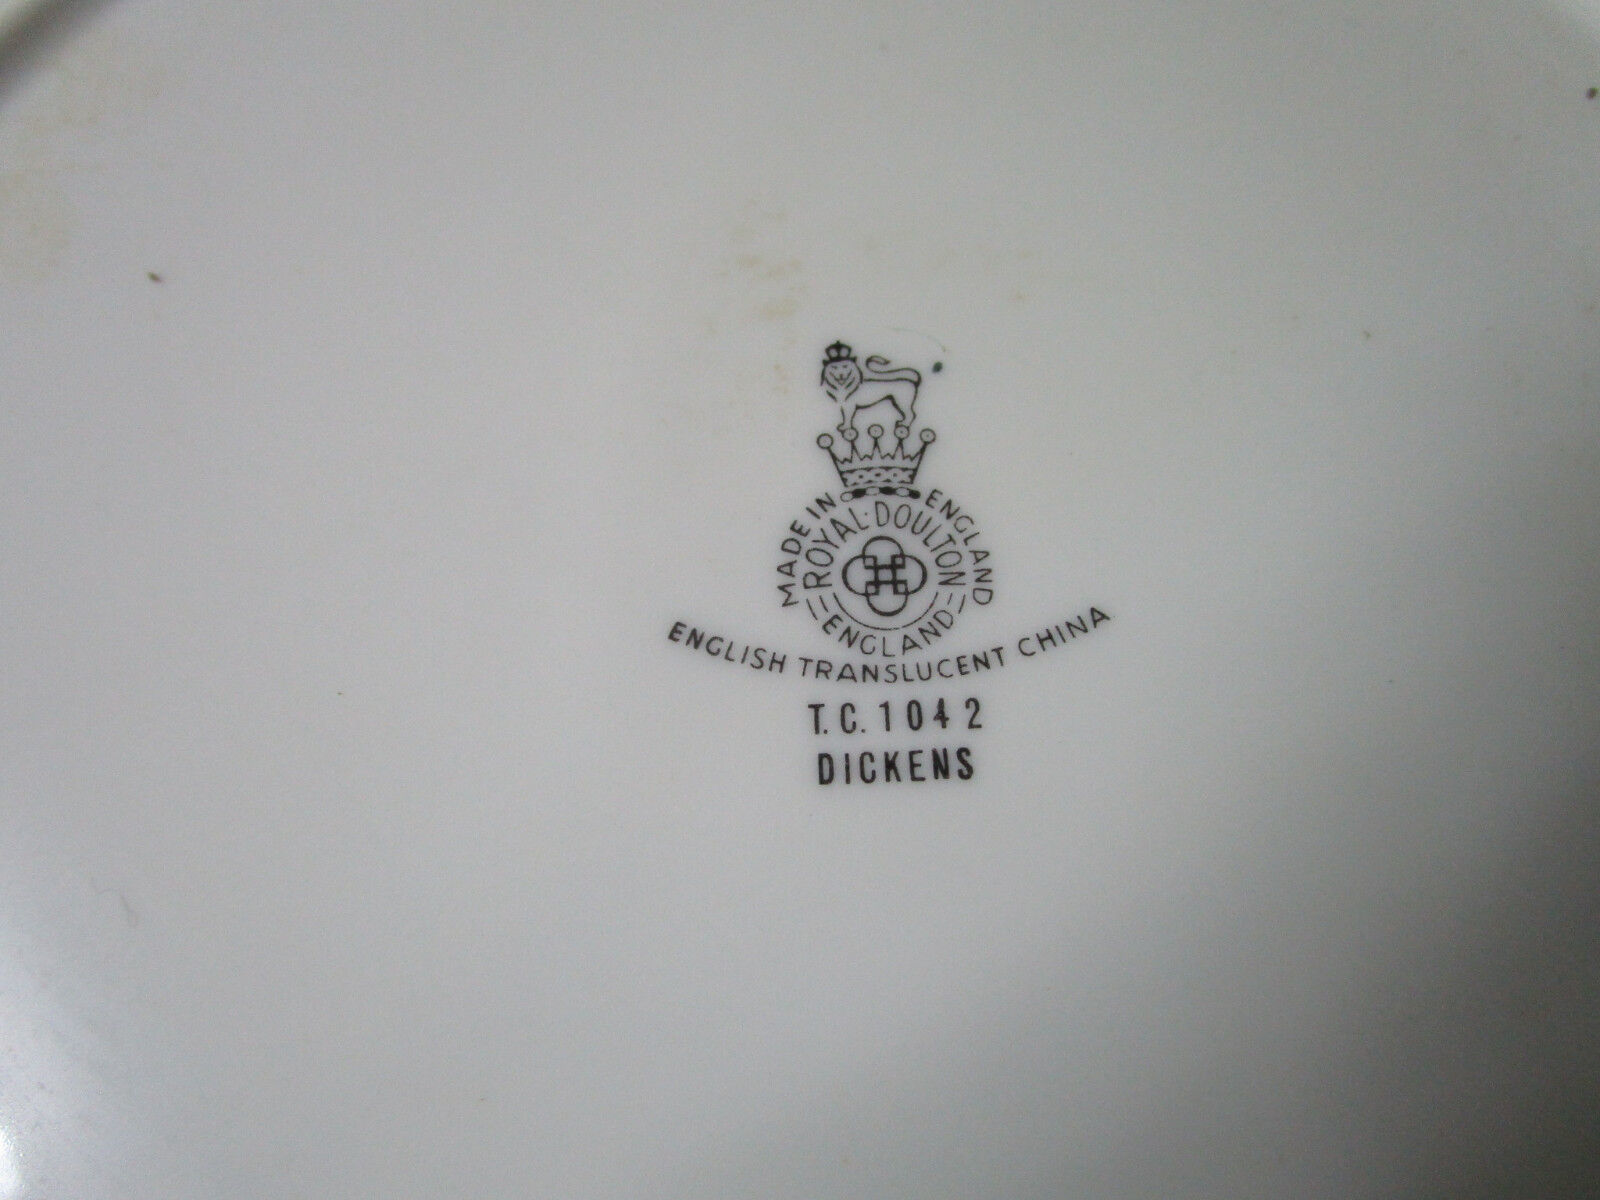 MADE IN ENGLAND
ROYAL·DOULTON
ENGLAND
ENGLISH TRANSLUCENT CHINA
T.C.1042
DICKENS